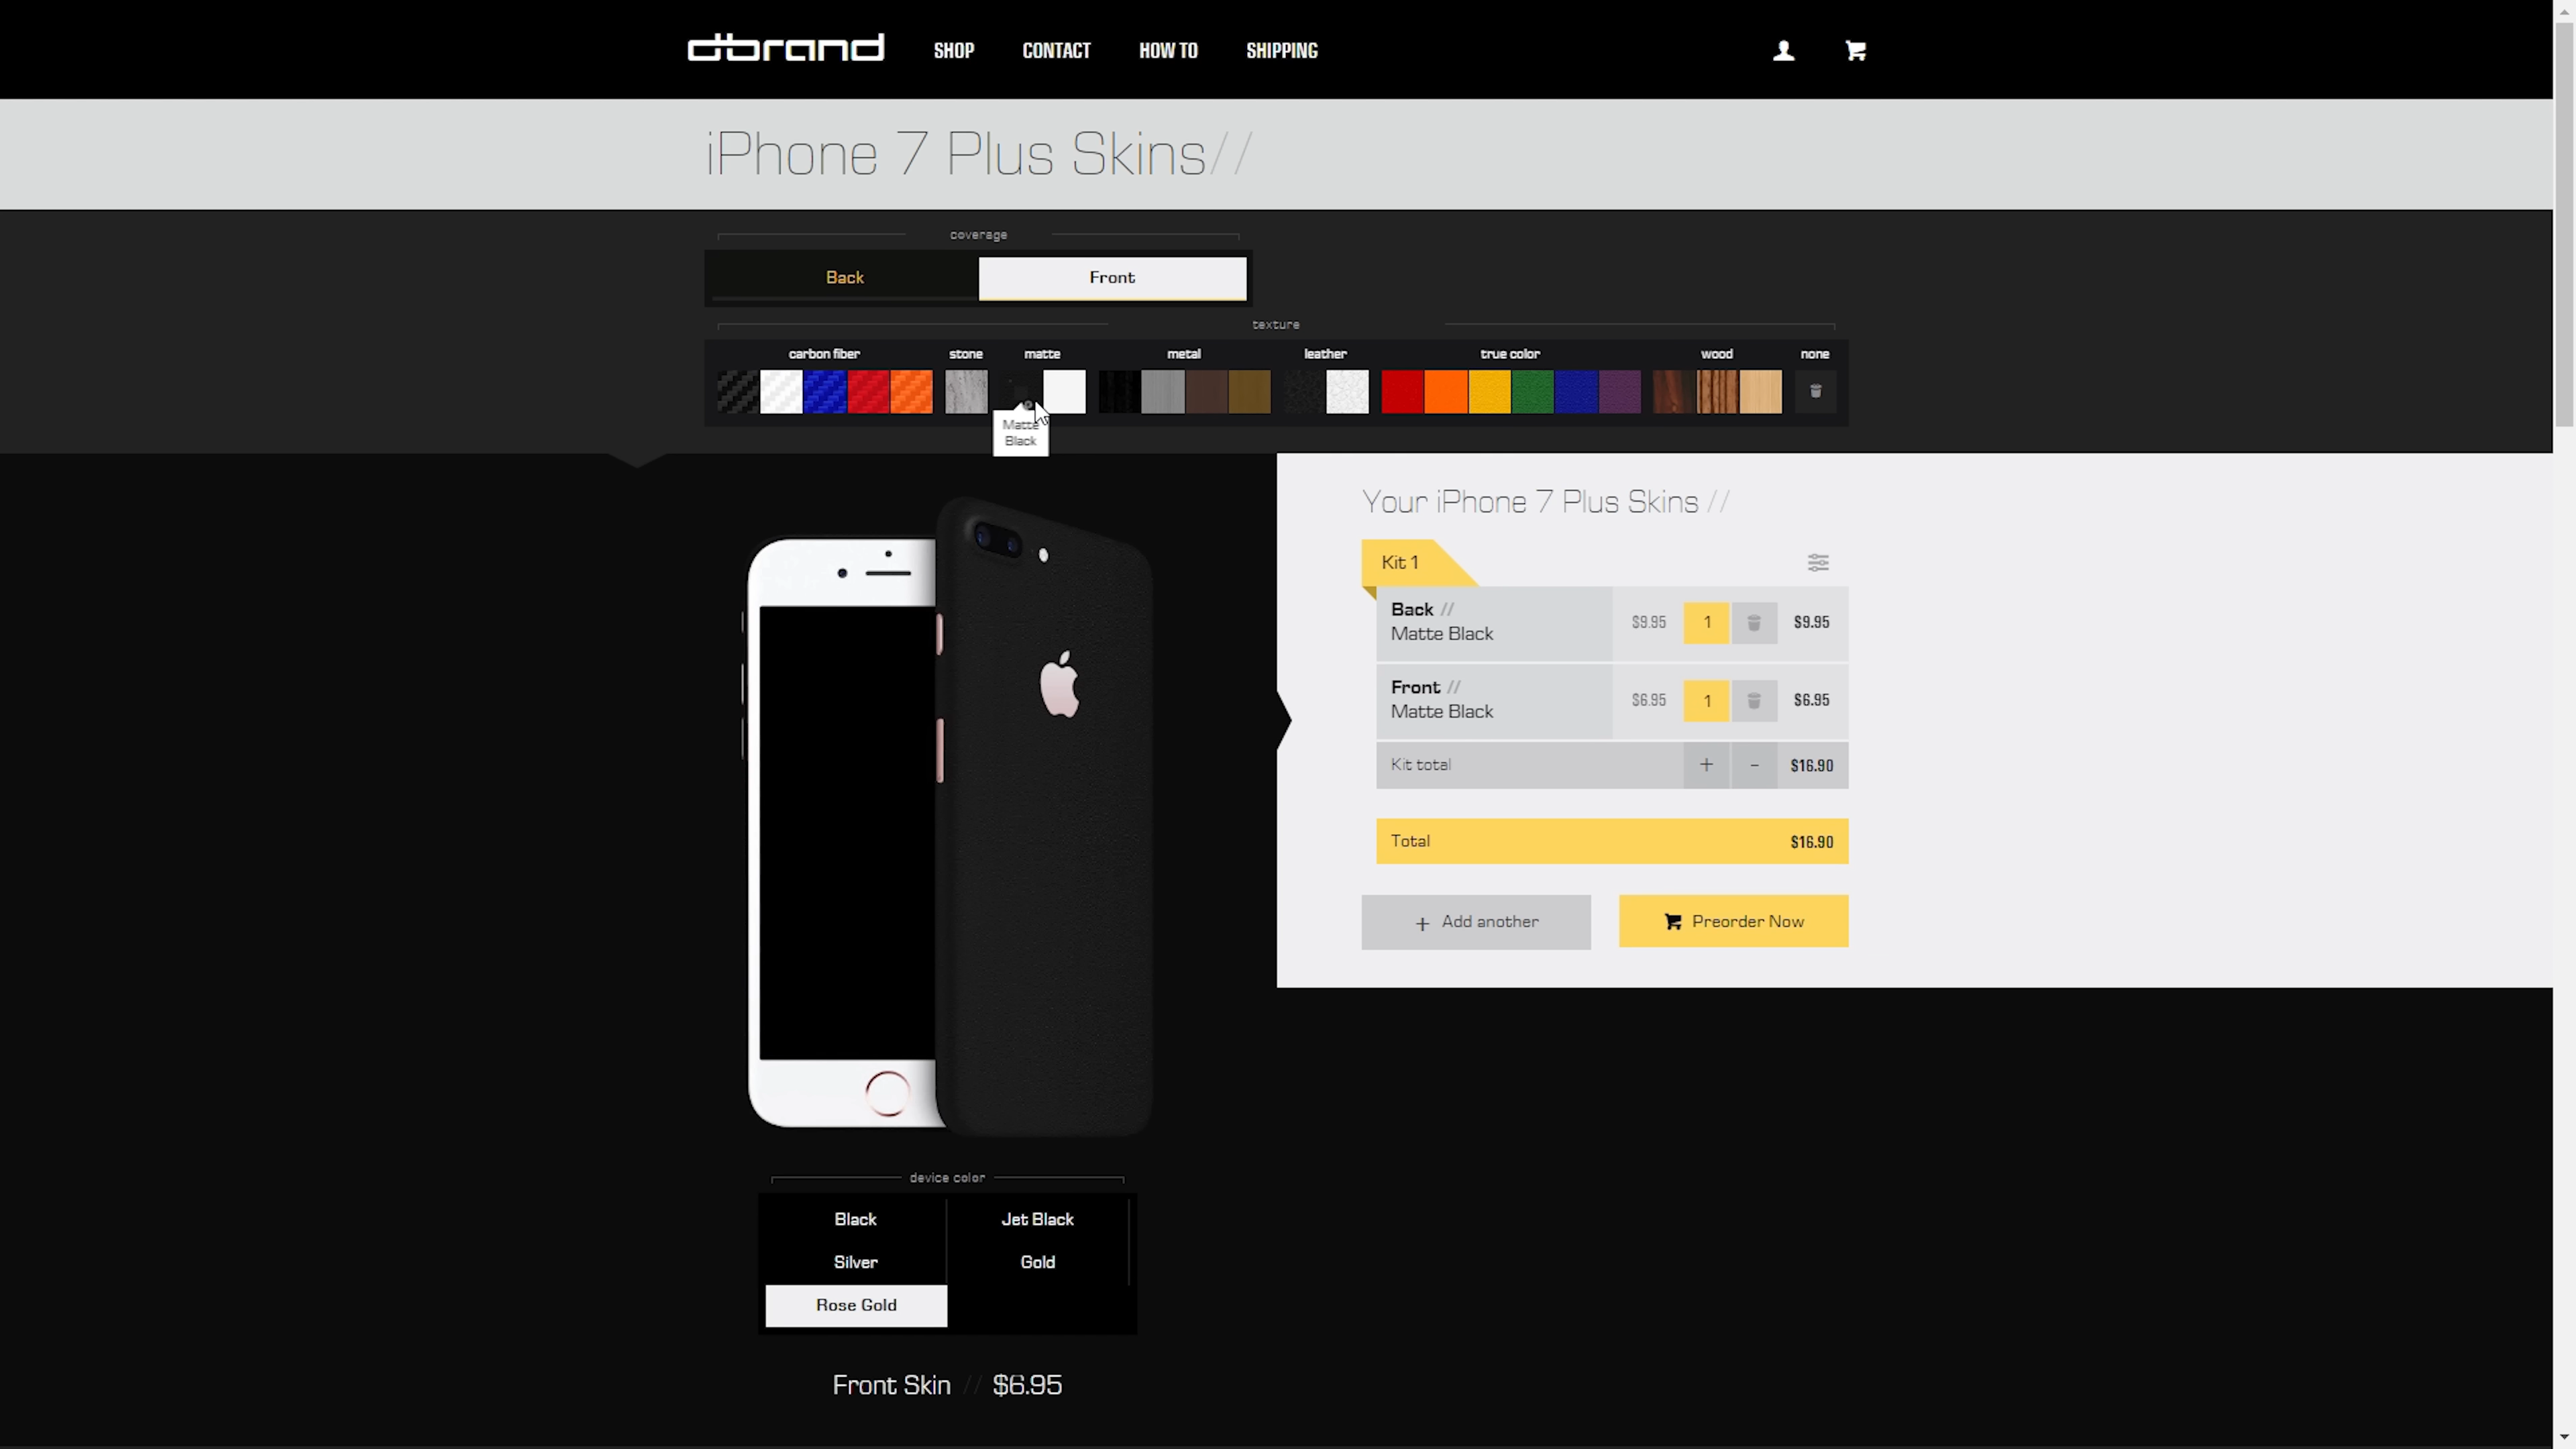 dbrand
SHOP
CONTACT
HOW TO
SHIPPING
iPhone 7 Plus Skins//
coverage
Back
Front
texture
carbon fiber
stone
matte
metal
leather
true color
wood
none
Matte
Black
Your iPhone 7 Plus Skins //
Kit 1
Back //
Matte Black
$9.95
1
$9.95
Front //
Matte Black
$6.95
1
$6.95
Kit total
+
-
$16.90
Total
$16.90
+ Add another
Preorder Now
device color
Black
Jet Black
Silver
Gold
Rose Gold
Front Skin // $6.95